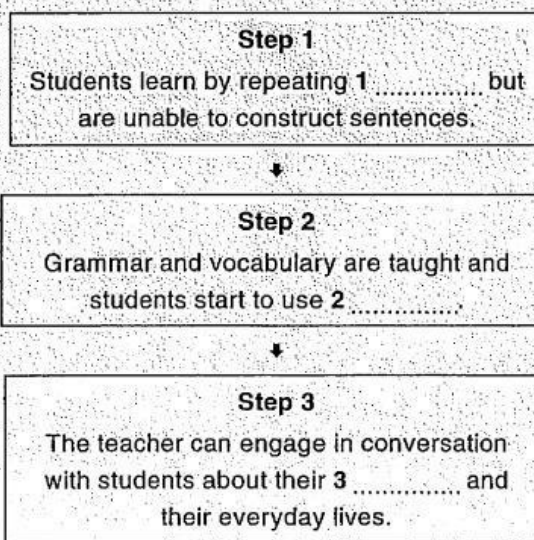 Step 1
Students learn by repeating 1 .............. but
are unable to construct sentences.
Step 2
Grammar and vocabulary are taught and
students start to use 2 ..............
Step 3
The teacher can engage in conversation
with students about their 3 .............. and
their everyday lives.